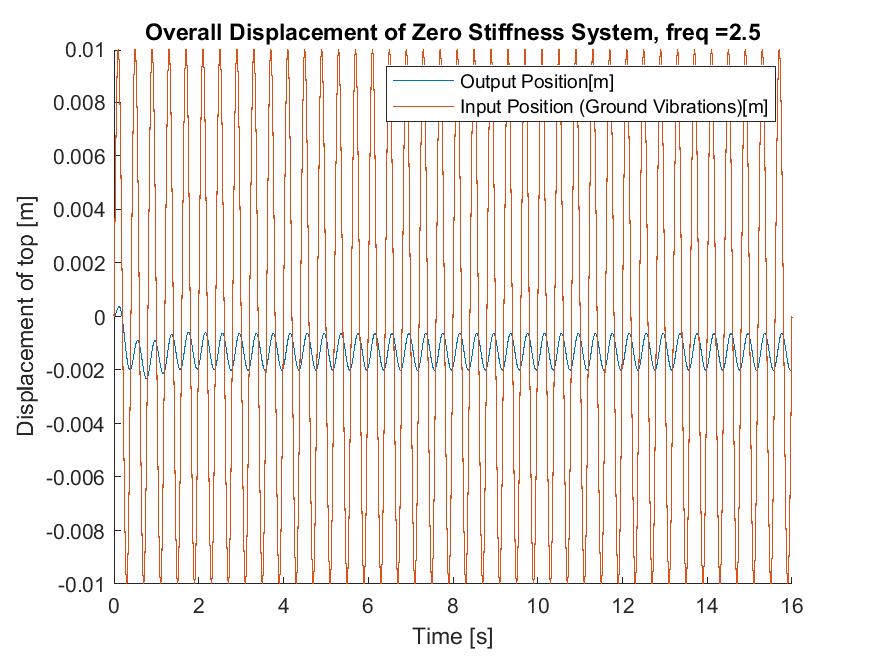 Overall Displacement of Zero Stiffness System, freq =2.5
0.01
0.008
0.006
0.004
0.002
0
-0.002
-0.004
-0.006
-0.008
-0.01
Displacement of top [m]
Output Position[m]
Input Position (Ground Vibrations)[m]
0 2 4 6 8 10 12 14 16
Time [s]